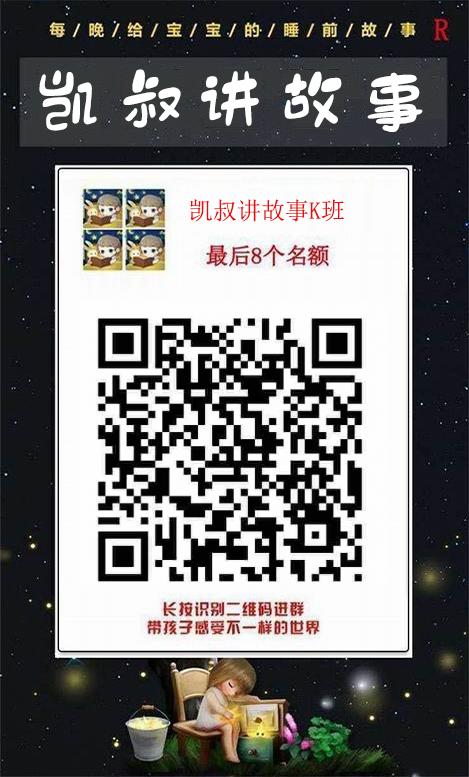 每/晚/给/宝/宝/的/睡/前/故/事 R
凯叔讲故事
凯叔讲故事K班
最后8个名额
长按识别二维码进群
带孩子感受不一样的世界